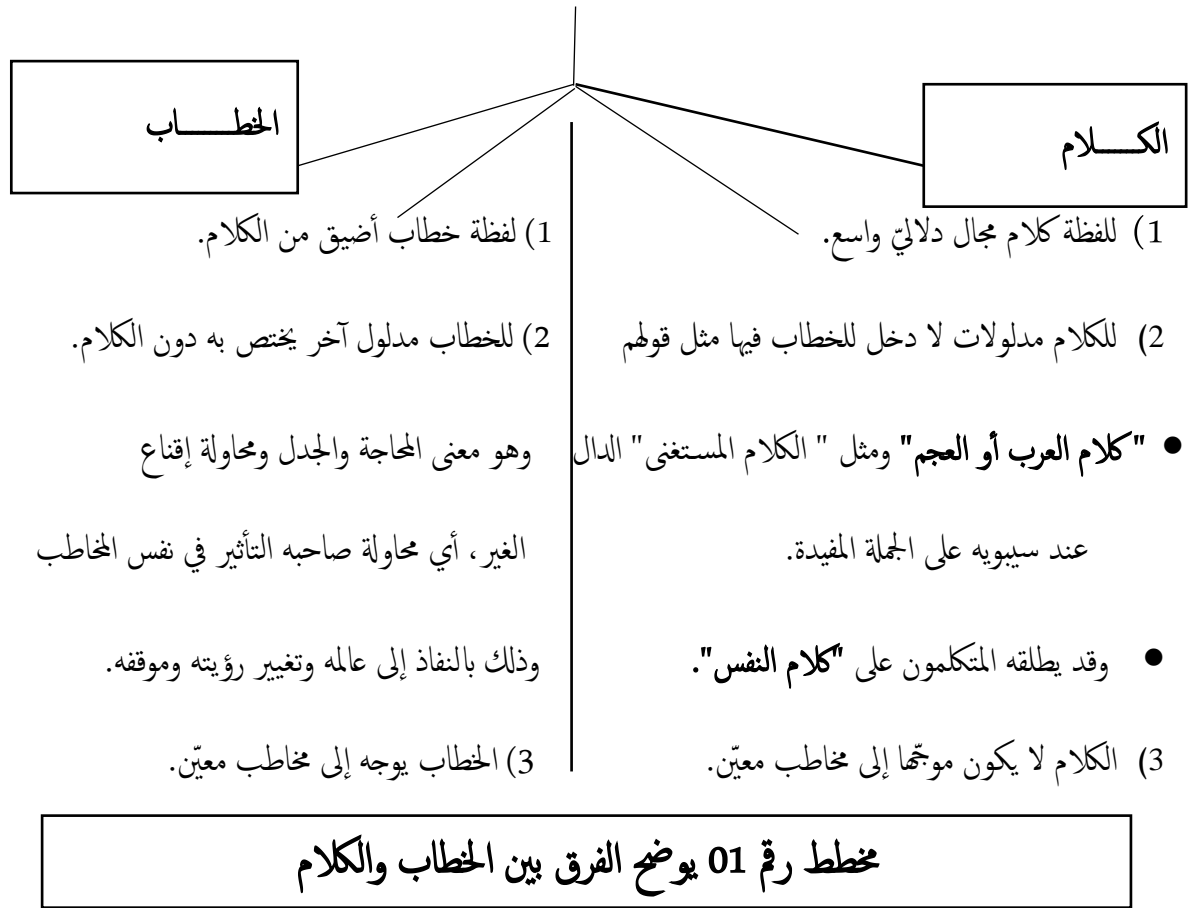 الكـــــلام
1) للفظة كلام مجال دلاليّ واسع.
2) للكلام مدلولات لا دخل للخطاب فيها مثل قولهم
● "كلام العرب أو العجم" ومثل " الكلام المستغنى" الدال
عند سيبويه على الجملة المفيدة.
● وقد يطلقه المتكلمون على "كلام النفس".
3) الكلام لا يكون موجّها إلى مخاطب معيّن.
الخطـــــــاب
1) لفظة خطاب أضيق من الكلام.
2) للخطاب مدلول آخر يختص به دون الكلام.
وهو معنى المحاجة والجدل ومحاولة إقناع
الغير، أي محاولة صاحبه التأثير في نفس المخاطب
وذلك بالنفاذ إلى عالمه وتغيير رؤيته وموقفه.
3) الخطاب يوجه إلى مخاطب معيّن.
مخطط رقم 01 يوضح الفرق بين الخطاب والكلام